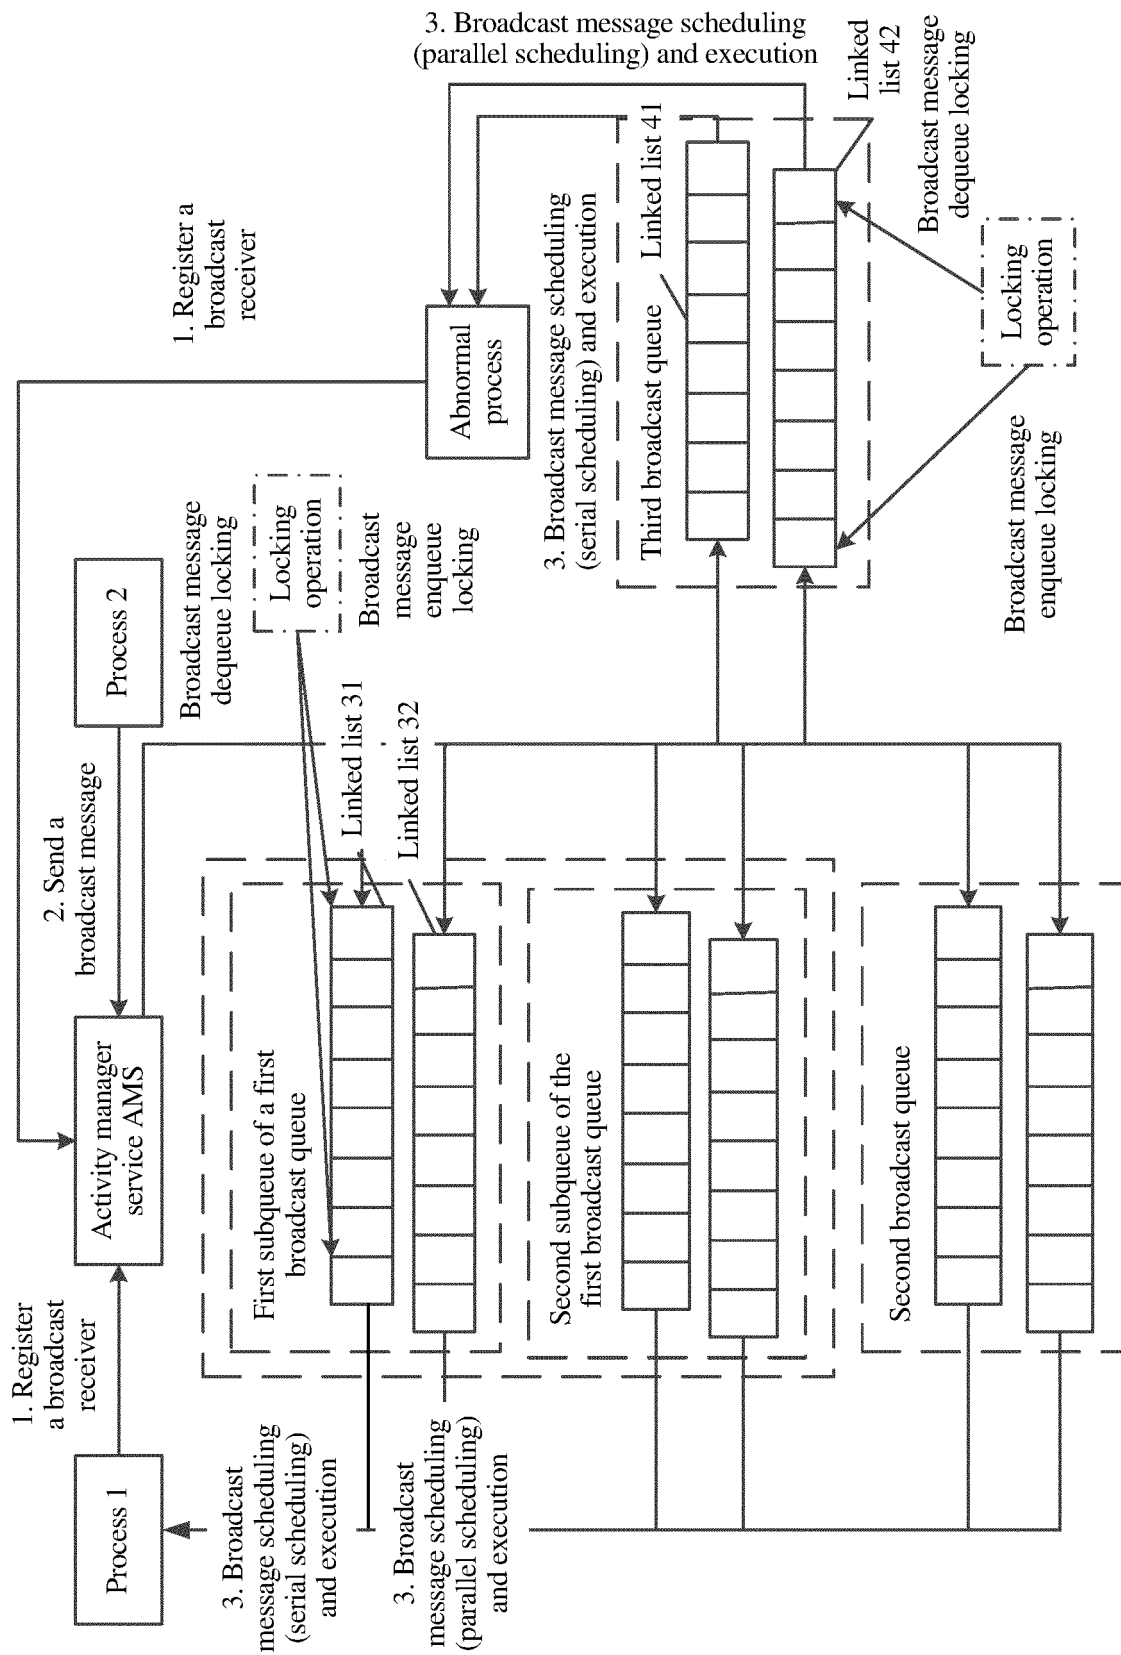 1. Register
a broadcast
receiver
Process 1
Activity manager
service AMS
2. Send a
broadcast message
Process 2
1. Register a
broadcast
receiver
Abnormal
process
Broadcast message
dequeue locking
Locking
operation
Broadcast
message
enqueue
locking
Linked list 31
Linked list 32
First subqueue of a first
broadcast queue
3. Broadcast
message scheduling
(serial scheduling)
and execution
3. Broadcast
message scheduling
(parallel scheduling)
and execution
Second subqueue of the
first broadcast queue
Second broadcast queue
3. Broadcast message scheduling
(parallel scheduling) and execution
3. Broadcast message scheduling
(serial scheduling) and execution
Third broadcast queue
Linked list 41
Linked
list 42
Broadcast message
dequeue locking
Locking
operation
Broadcast message
enqueue locking